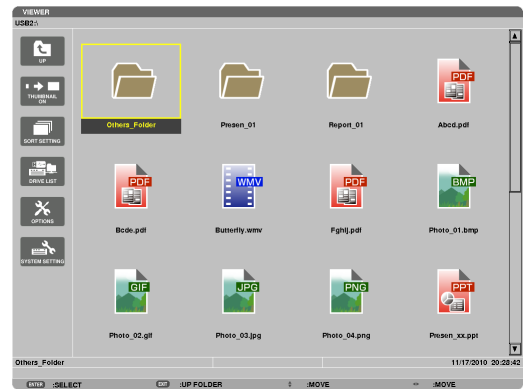 VIEWER
USB2:\
UP
THUMBNAIL
ON
SORT SETTING
DRIVE LIST
OPTIONS
SYSTEM SETTING
Others_Folder
Presen_01
Report_01
PDF
Abcd.pdf
PDF
Bcde.pdf
WMV
Butterfly.wmv
PDF
Fghij.pdf
BMP
Photo_01.bmp
GIF
Photo_02.gif
JPG
Photo_03.jpg
PNG
Photo_04.png
PPT
Presen_xx.ppt
Others_Folder
11/17/2010 20:28:42
ENTER :SELECT
EXIT :UP FOLDER
:MOVE
:MOVE